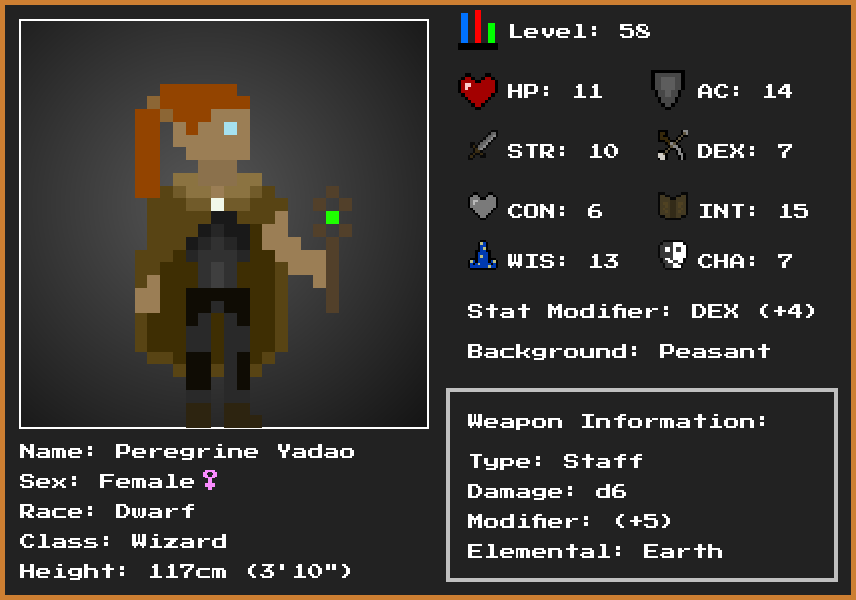 Level: 58
HP: 11 AC: 14
STR: 10 DEX: 7
CON: 6 INT: 15
WIS: 13 CHA: 7
Stat Modifier: DEX (+4)
Background: Peasant
Weapon Information:
Type: Staff
Damage: d6
Modifier: (+5)
Elemental: Earth
Name: Peregrine Yadao
Sex: Female♀
Race: Dwarf
Class: Wizard
Height: 117cm (3'10")